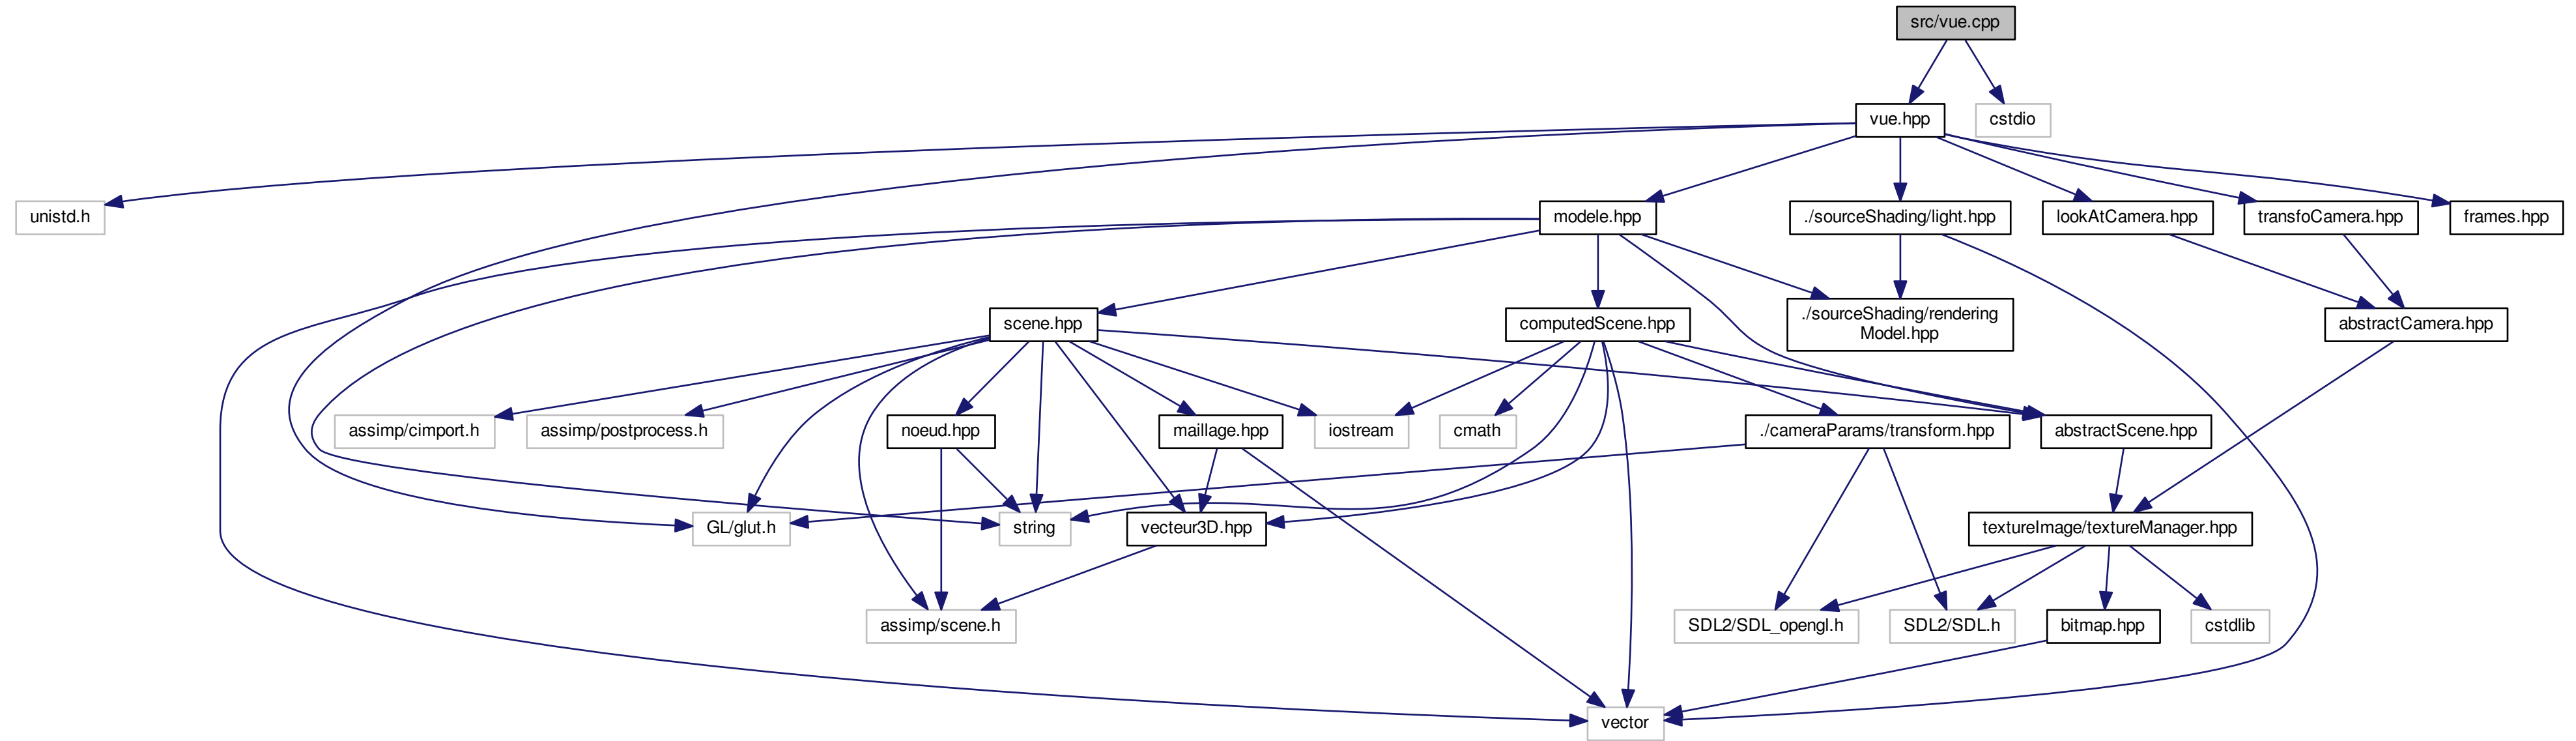 src/vue.cpp
vue.hpp
cstdio
unistd.h
modele.hpp
./sourceShading/light.hpp
lookAtCamera.hpp
transfoCamera.hpp
frames.hpp
scene.hpp
computedScene.hpp
./sourceShading/rendering
Model.hpp
abstractCamera.hpp
assimp/cimport.h
assimp/postprocess.h
noeud.hpp
maillage.hpp
iostream
cmath
./cameraParams/transform.hpp
abstractScene.hpp
GL/glut.h
string
vecteur3D.hpp
textureImage/textureManager.hpp
assimp/scene.h
SDL2/SDL_opengl.h
SDL2/SDL.h
bitmap.hpp
cstdlib
vector